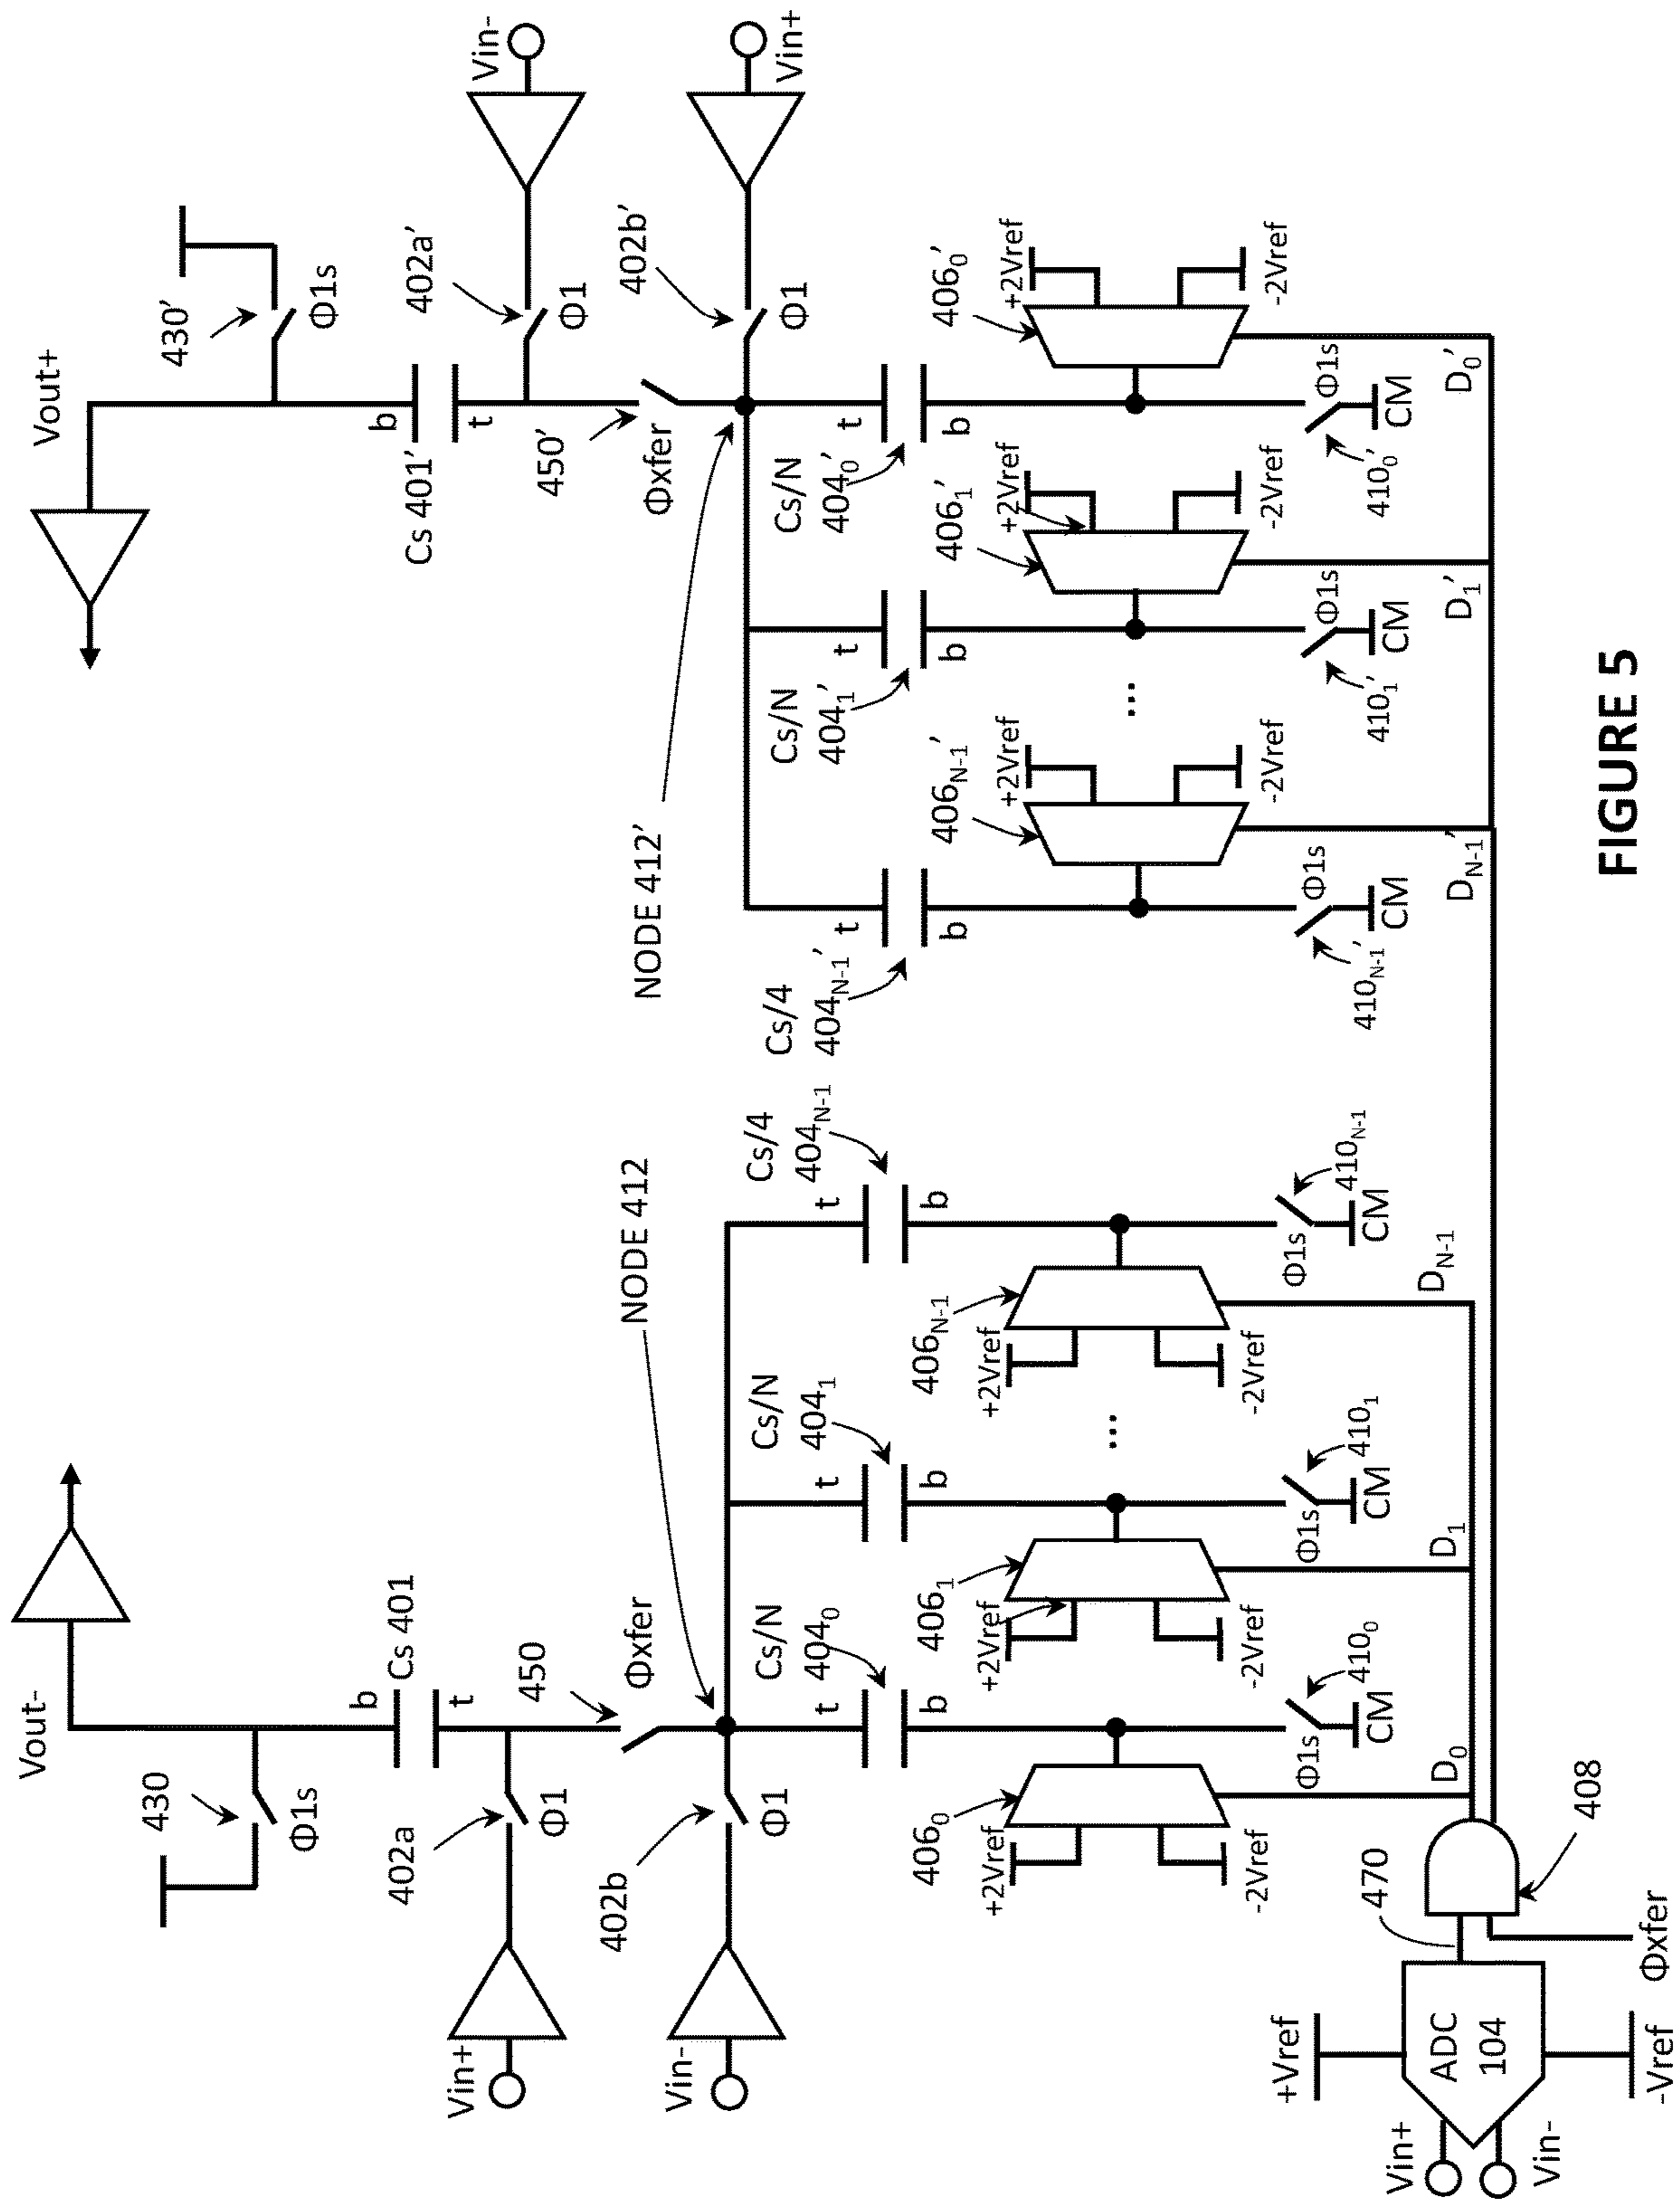 Vout-
430
Φ1s
b
Cs 401
t
Vin+
402a
Φ1
450
Φxfer
NODE 412
Vin-
402b
Φ1
Cs/N
404₀
t
b
Cs/N
404₁
t
b
Cs/4
404N-1
t
b
406₀
+2Vref
-2Vref
406₁
+2Vref
-2Vref
...
406N-1
+2Vref
-2Vref
Φ1s
410₀
CM
Φ1s
410₁
CM
Φ1s
410N-1
CM
D₀
D₁
DN-1
+Vref
Vin+
Vin-
ADC
104
-Vref
470
408
Φxfer
Vout+
430'
Φ1s
b
Cs 401'
t
Vin-
402a'
Φ1
450'
Φxfer
NODE 412'
Vin+
402b'
Φ1
Cs/4
404N-1'
t
b
Cs/N
404₁'
t
b
Cs/N
404₀'
t
b
406N-1'
+2Vref
-2Vref
...
406₁'
+2Vref
-2Vref
406₀'
+2Vref
-2Vref
Φ1s
410N-1'
CM
Φ1s
410₁'
CM
Φ1s
410₀'
CM
DN-1'
D₁'
D₀'
FIGURE 5